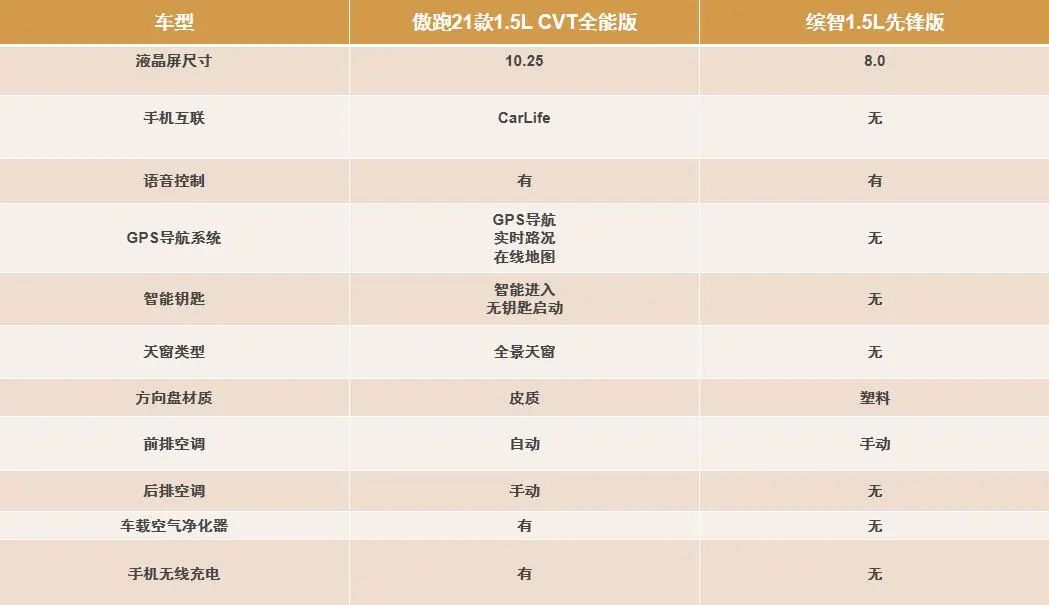 车型 傲跑21款1.5L CVT全能版 缤智1.5L先锋版
液晶屏尺寸 10.25 8.0
手机互联 CarLife 无
语音控制 有 有
GPS导航系统 GPS导航 无
实时路况
在线地图
智能钥匙 智能进入 无
无钥匙启动
天窗类型 全景天窗 无
方向盘材质 皮质 塑料
前排空调 自动 手动
后排空调 手动 无
车载空气净化器 有 无
手机无线充电 有 无